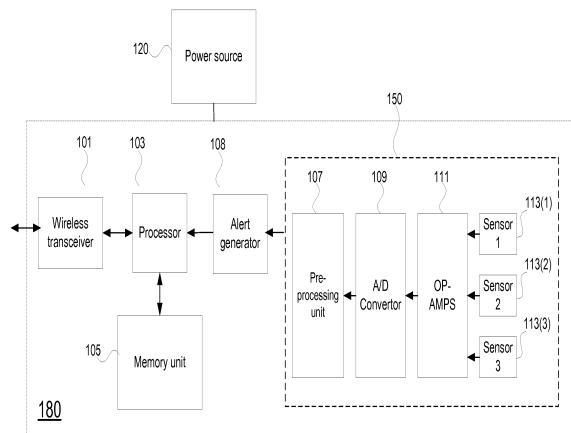 120
Power source
150
101
103
108
107
109
111
113(1)
Wireless
transceiver
Processor
Alert
generator
Pre-
processing
unit
A/D
Convertor
OP-
AMPS
Sensor
1
113(2)
Sensor
2
113(3)
Sensor
3
105
Memory unit
180